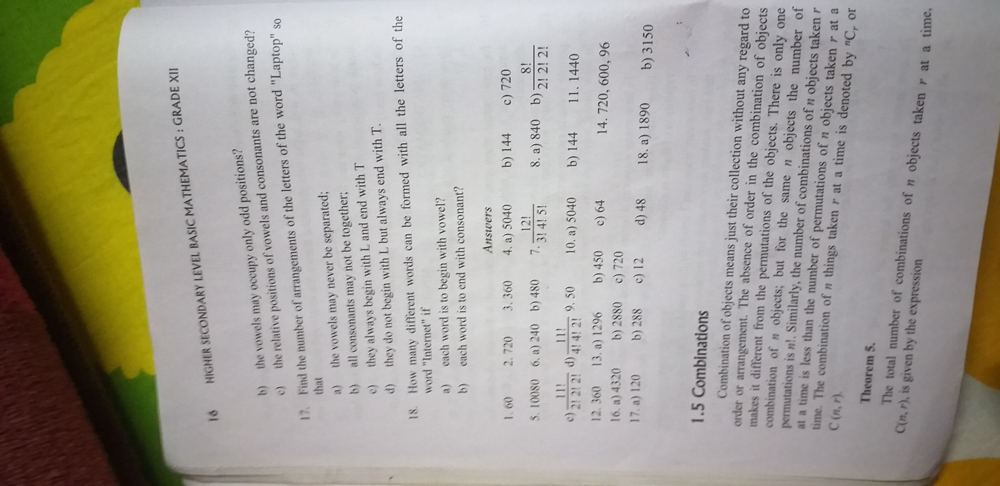 16 HIGHER SECONDARY LEVEL BASIC MATHEMATICS : GRADE XII
b) the vowels may occupy only odd positions?
c) the relative positions of vowels and consonants are not changed?
17. Find the number of arrangements of the letters of the word "Laptop" so
that
a) the vowels may never be separated;
b) all consonants may not be together;
c) they always begin with L and end with T
d) they do not begin with L but always end with T.
18. How many different words can be formed with all the letters of the
word "Internet" if
a) each word is to begin with vowel?
b) each word is to end with consonant?
Answers
1. 60 2. 720 3. 360 4. a) 5040 b) 144 c) 720
5. 10080 6. a) 240 b) 480 7. 12!/3! 4! 5! 8. a) 840 b) 8!/2! 2! 2!
c) 11!/2! 2! 2! d) 11!/4! 4! 2! 9. 50 10. a) 5040 b) 144 11. 1440
12. 360 13. a) 1296 b) 450 c) 64 14. 720, 600, 96
16. a) 4320 b) 2880 c) 720
17. a) 120 b) 288 c) 12 d) 48 18. a) 1890 b) 3150
1.5 Combinations
Combination of objects means just their collection without any regard to
order or arrangement. The absence of order in the combination of objects
makes it different from the permutations of the objects. There is only one
combination of n objects; but for the same n objects the number of
permutations is n!. Similarly, the number of combinations of n objects taken r
at a time is less than the number of permutations of n objects taken r at a
time. The combination of n things taken r at a time is denoted by ⁿCᵣ or
C (n, r).
Theorem 5.
The total number of combinations of n objects taken r at a time,
C(n, r), is given by the expression